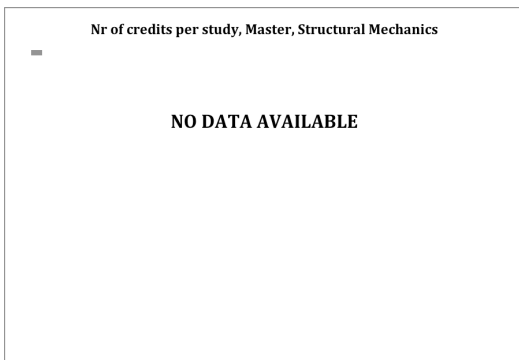 Nr of credits per study, Master, Structural Mechanics
NO DATA AVAILABLE